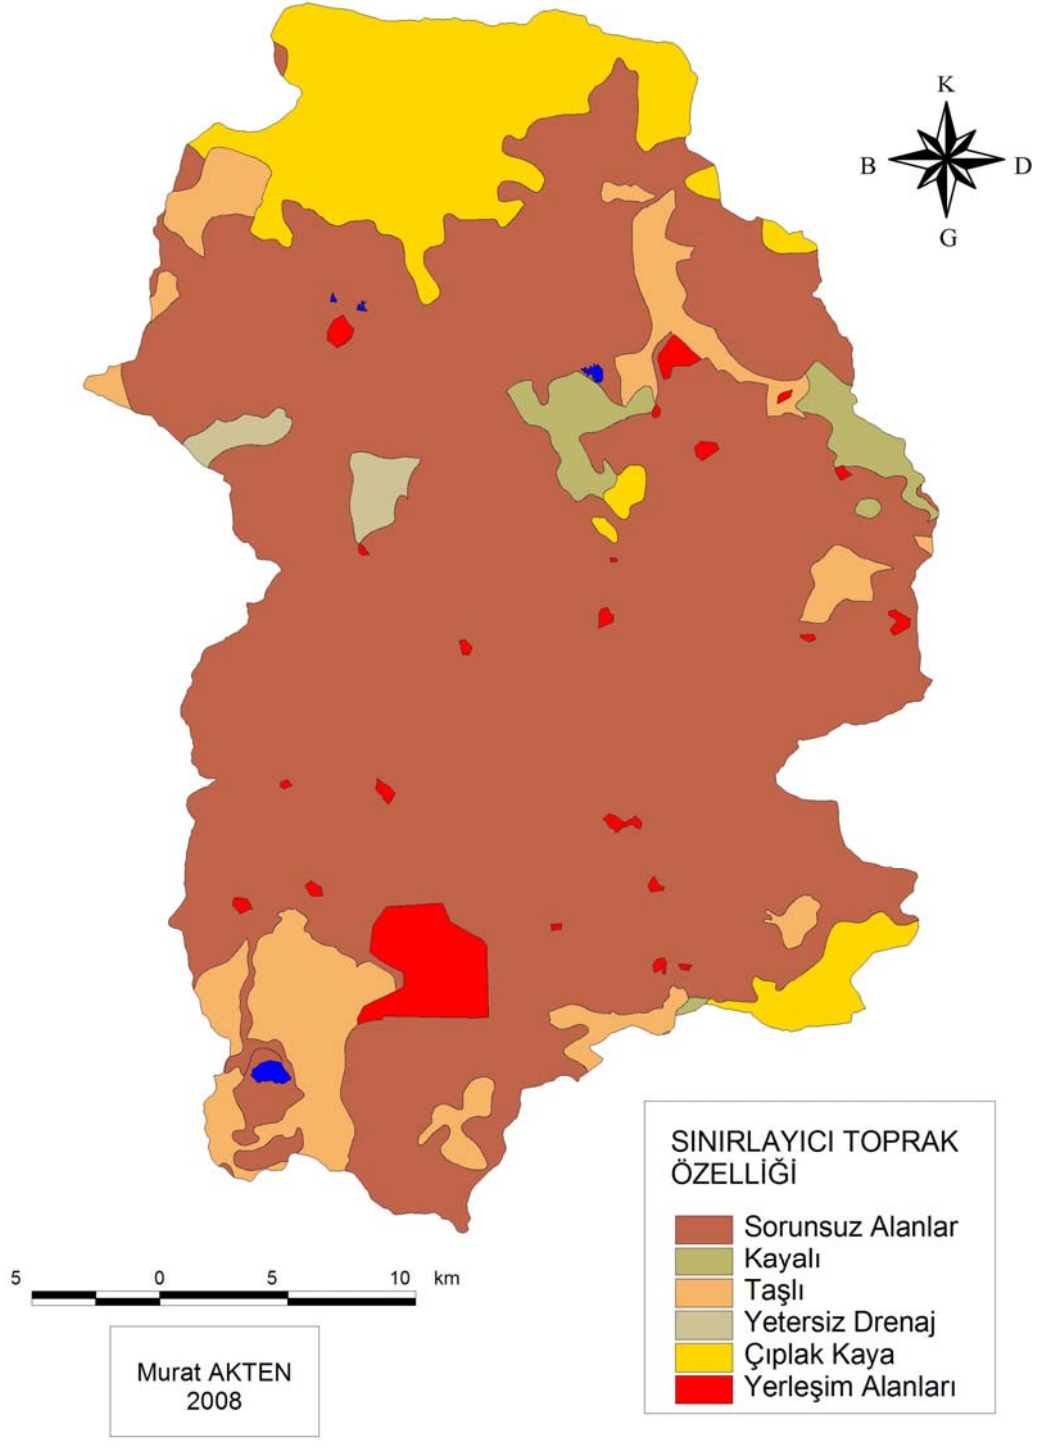 K
B D
G
SINIRLAYICI TOPRAK
ÖZELLİĞİ
Sorunsuz Alanlar
Kayalı
Taşlı
Yetersiz Drenaj
Çıplak Kaya
Yerleşim Alanları
5 0 5 10 km
Murat AKTEN
2008